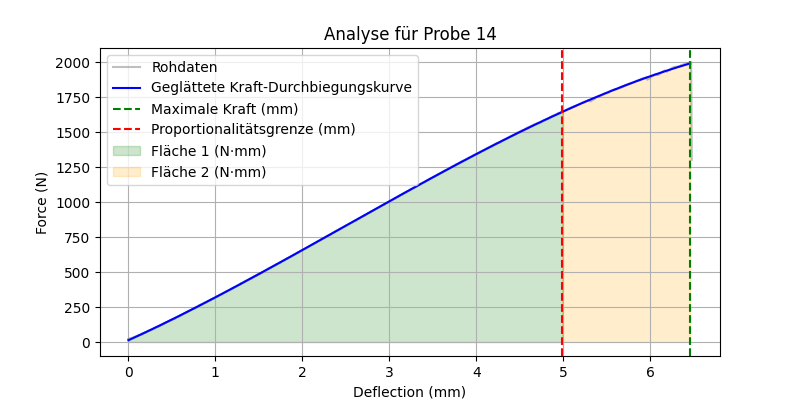 Analyse für Probe 14
Rohdaten
Geglättete Kraft-Durchbiegungskurve
Maximale Kraft (mm)
Proportionalitätsgrenze (mm)
Fläche 1 (N·mm)
Fläche 2 (N·mm)
Force (N)
2000
1750
1500
1250
1000
750
500
250
0
0 1 2 3 4 5 6
Deflection (mm)